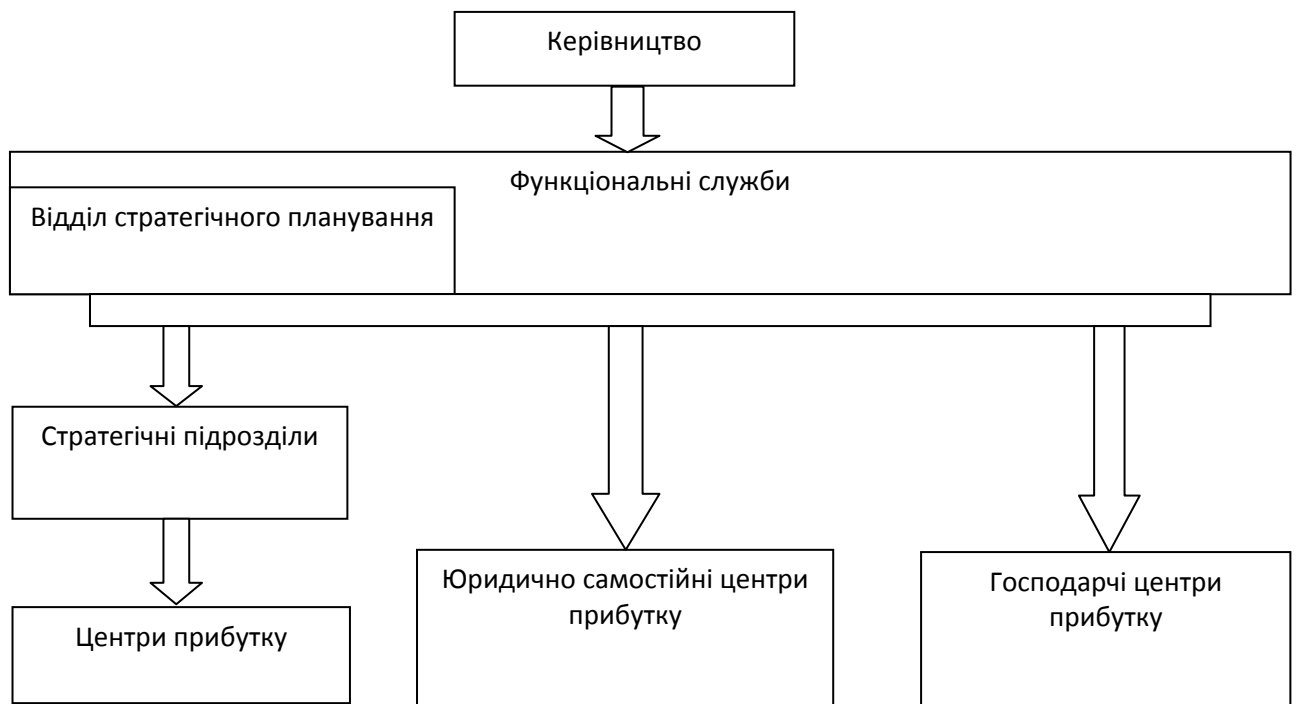 Керівництво
Функціональні служби
Відділ стратегічного планування
Стратегічні підрозділи
Центри прибутку
Юридично самостійні центри
прибутку
Господарчі центри
прибутку